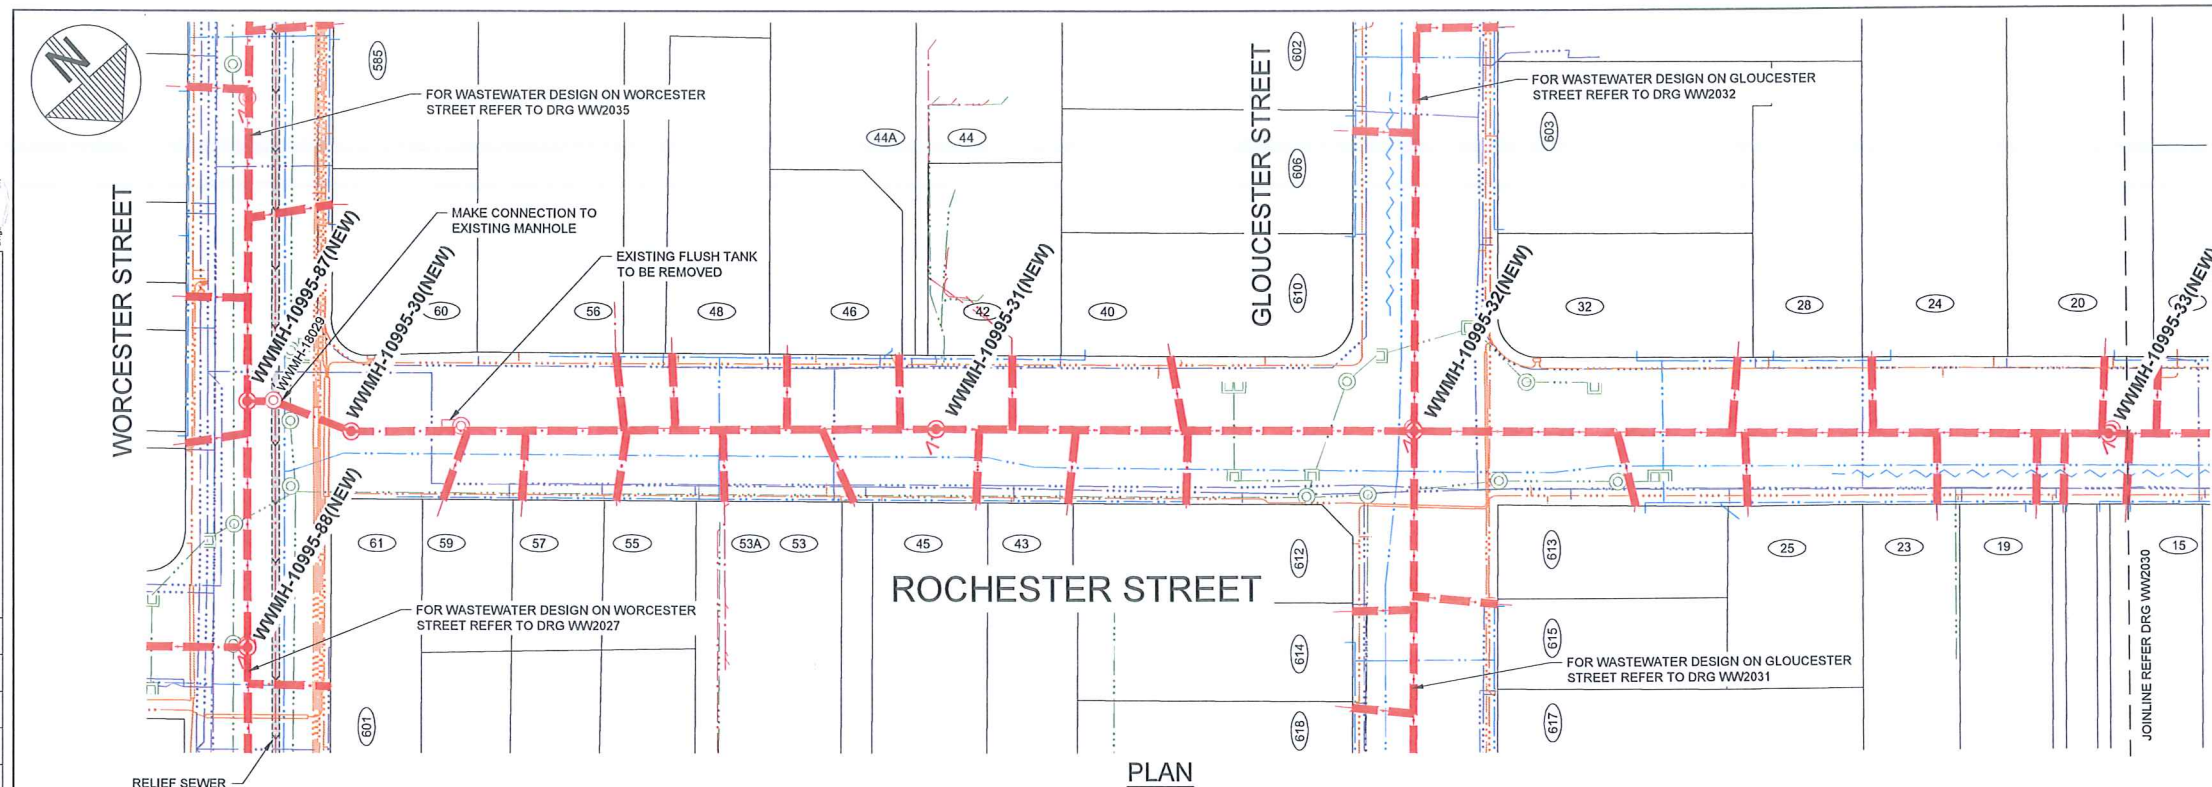 N
585
FOR WASTEWATER DESIGN ON WORCESTER
STREET REFER TO DRG WW2035
44A
44
GLOUCESTER STREET
602
606
610
FOR WASTEWATER DESIGN ON GLOUCESTER
STREET REFER TO DRG WW2032
603
WORCESTER STREET
MAKE CONNECTION TO
EXISTING MANHOLE
EXISTING FLUSH TANK
TO BE REMOVED
WWMH-10995-87(NEW)
WWMH-18029
WWMH-10995-30(NEW)
WWMH-10995-31(NEW)
WWMH-10995-32(NEW)
WWMH-10995-33(NEW)
60
56
48
46
42
40
32
28
24
20
WWMH-10995-88(NEW)
61
59
57
55
53A
53
45
43
612
613
25
23
19
15
ROCHESTER STREET
FOR WASTEWATER DESIGN ON WORCESTER
STREET REFER TO DRG WW2027
614
615
FOR WASTEWATER DESIGN ON GLOUCESTER
STREET REFER TO DRG WW2031
JOINLINE REFER DRG WW2030
601
618
617
RELIEF SEWER
PLAN